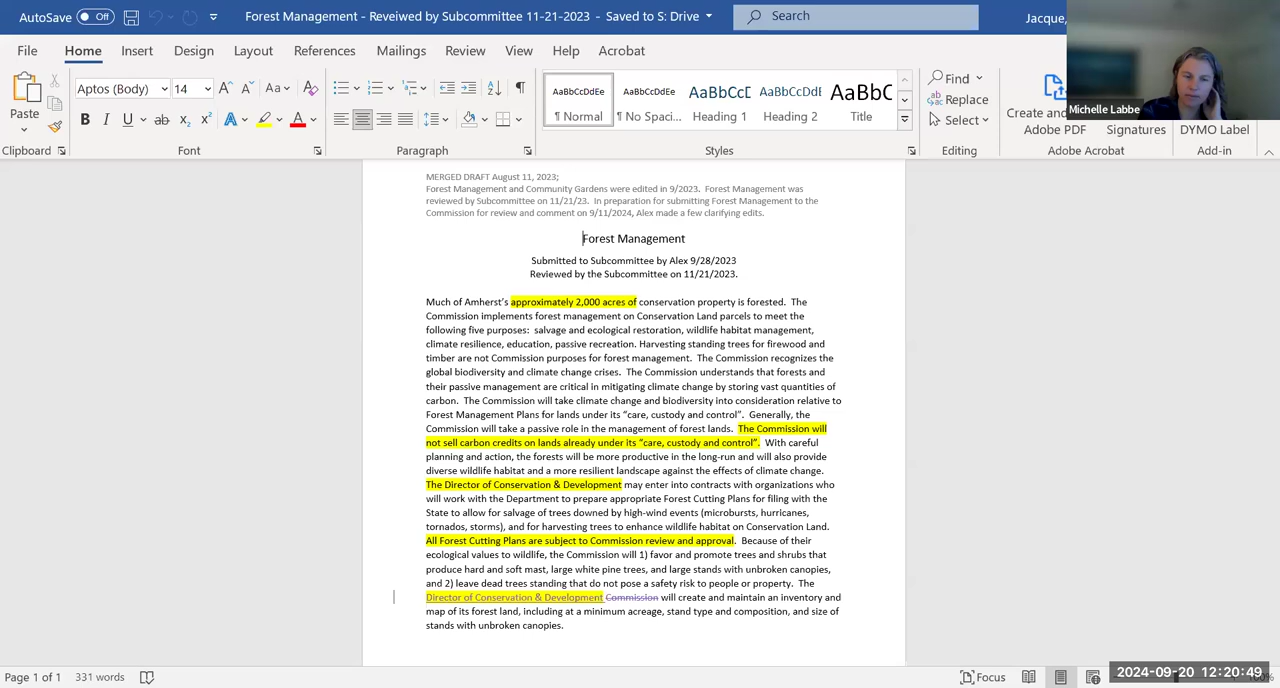 AutoSave Off Forest Management - Reveiwed by Subcommittee 11-21-2023 - Saved to S: Drive Search Jacque,
File Home Insert Design Layout References Mailings Review View Help Acrobat
Michelle Labbe
Paste
Aptos (Body) 14
AaBbCcDdEe AaBbCcDdEe AaBbCcD AaBbCcDdE AaBbC
¶ Normal ¶ No Spaci... Heading 1 Heading 2 Title
Find
Replace
Select
Create and
Adobe PDF Signatures DYMO Label
Clipboard Font Paragraph Styles Editing Adobe Acrobat Add-in
MERGED DRAFT August 11, 2023;
Forest Management and Community Gardens were edited in 9/2023. Forest Management was
reviewed by Subcommittee on 11/21/23. In preparation for submitting Forest Management to the
Commission for review and comment on 9/11/2024, Alex made a few clarifying edits.
Forest Management
Submitted to Subcommittee by Alex 9/28/2023
Reviewed by the Subcommittee on 11/21/2023.
Much of Amherst's approximately 2,000 acres of conservation property is forested. The
Commission implements forest management on Conservation Land parcels to meet the
following five purposes: salvage and ecological restoration, wildlife habitat management,
climate resilience, education, passive recreation. Harvesting standing trees for firewood and
timber are not Commission purposes for forest management. The Commission recognizes the
global biodiversity and climate change crises. The Commission understands that forests and
their passive management are critical in mitigating climate change by storing vast quantities of
carbon. The Commission will take climate change and biodiversity into consideration relative to
Forest Management Plans for lands under its "care, custody and control". Generally, the
Commission will take a passive role in the management of forest lands. The Commission will
not sell carbon credits on lands already under its "care, custody and control". With careful
planning and action, the forests will be more productive in the long-run and will also provide
diverse wildlife habitat and a more resilient landscape against the effects of climate change.
The Director of Conservation & Development may enter into contracts with organizations who
will work with the Department to prepare appropriate Forest Cutting Plans for filing with the
State to allow for salvage of trees downed by high-wind events (microbursts, hurricanes,
tornados, storms), and for harvesting trees to enhance wildlife habitat on Conservation Land.
All Forest Cutting Plans are subject to Commission review and approval. Because of their
ecological values to wildlife, the Commission will 1) favor and promote trees and shrubs that
produce hard and soft mast, large white pine trees, and large stands with unbroken canopies,
and 2) leave dead trees standing that do not pose a safety risk to people or property. The
Director of Conservation & Development Commission will create and maintain an inventory and
map of its forest land, including at a minimum acreage, stand type and composition, and size of
stands with unbroken canopies.
Page 1 of 1 331 words Focus 2024-09-20 12:20:49